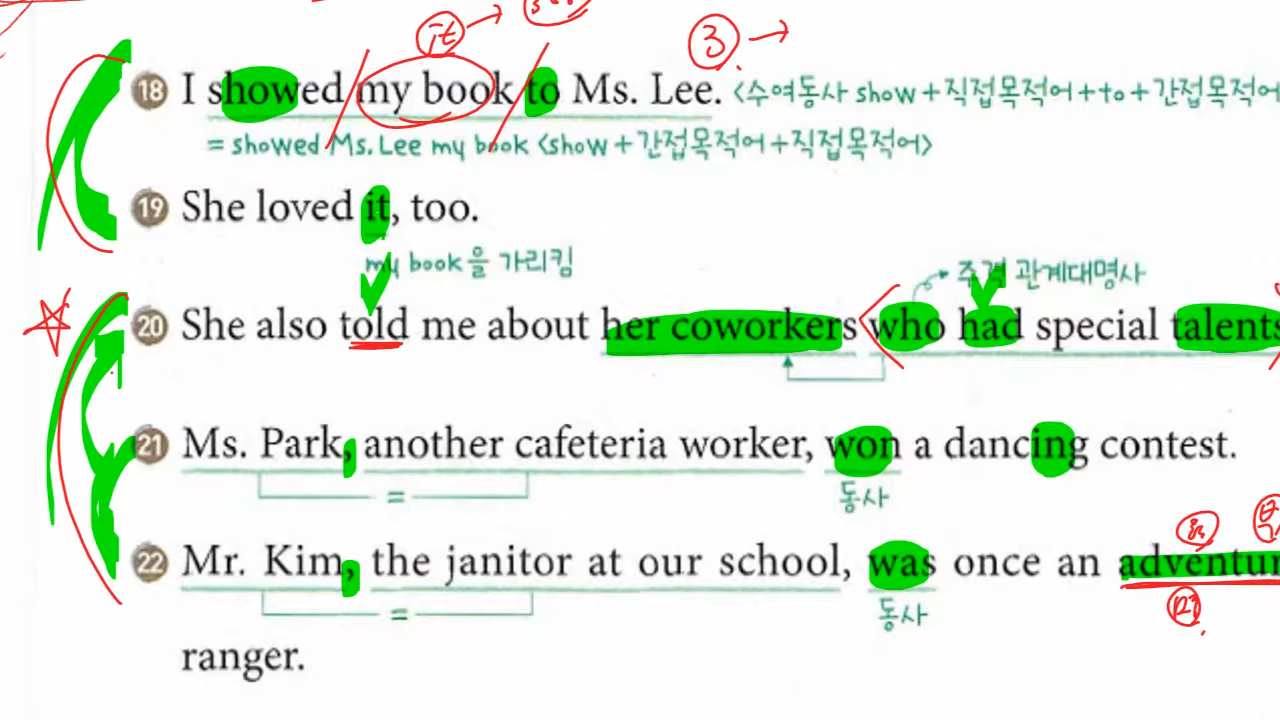 it →
③ →
⑱ I showed my book to Ms. Lee. <수여동사 show+직접목적어+to+간접목적어
= showed Ms. Lee my book <show+간접목적어+직접목적어>
⑲ She loved it, too.
my book을 가리킴
주격 관계대명사
⑳ She also told me about her coworkers who had special talents
㉑ Ms. Park, another cafeteria worker, won a dancing contest.
= 동사
㉒ Mr. Kim, the janitor at our school, was once an adventur
= 동사
ranger.